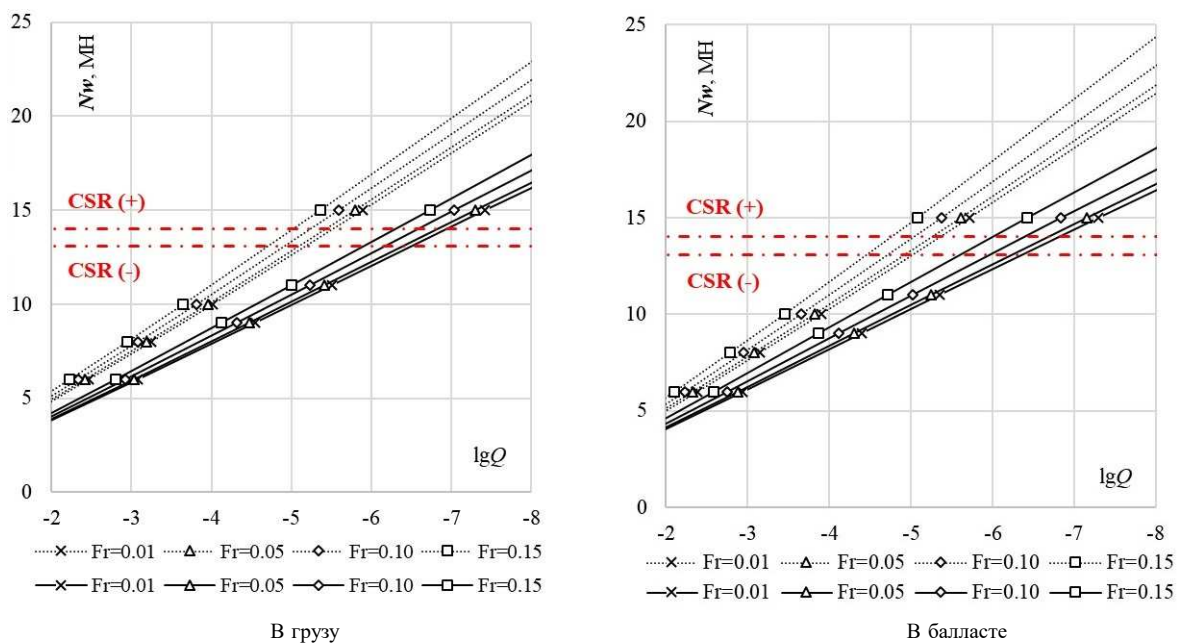 25
20
15
10
5
0
Nw, МН
CSR (+)
CSR (-)
lgQ
-2 -3 -4 -5 -6 -7 -8
Fr=0.01 Fr=0.05 Fr=0.10 Fr=0.15
Fr=0.01 Fr=0.05 Fr=0.10 Fr=0.15
В грузу
25
20
15
10
5
0
Nw, МН
CSR (+)
CSR (-)
lgQ
-2 -3 -4 -5 -6 -7 -8
Fr=0.01 Fr=0.05 Fr=0.10 Fr=0.15
Fr=0.01 Fr=0.05 Fr=0.10 Fr=0.15
В балласте